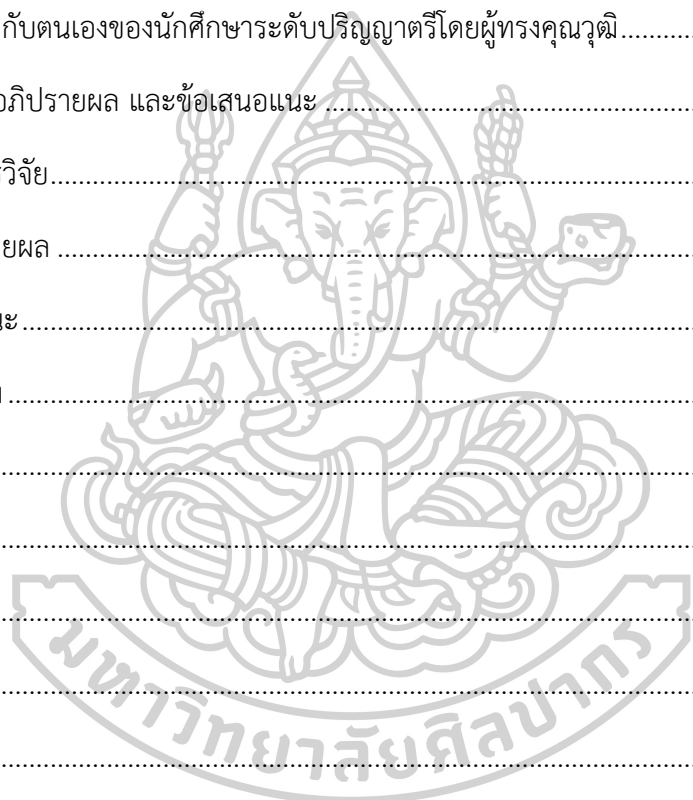 กับตนเองของนักศึกษาระดับปริญญาตรีโดยผู้ทรงคุณวุฒิ..........
อภิปรายผล และข้อเสนอแนะ ..........
วิจัย..........
ยผล ..........
นะ..........
..........
..........
..........
..........
..........
..........
มหาวิทยาลัยศิลปากร